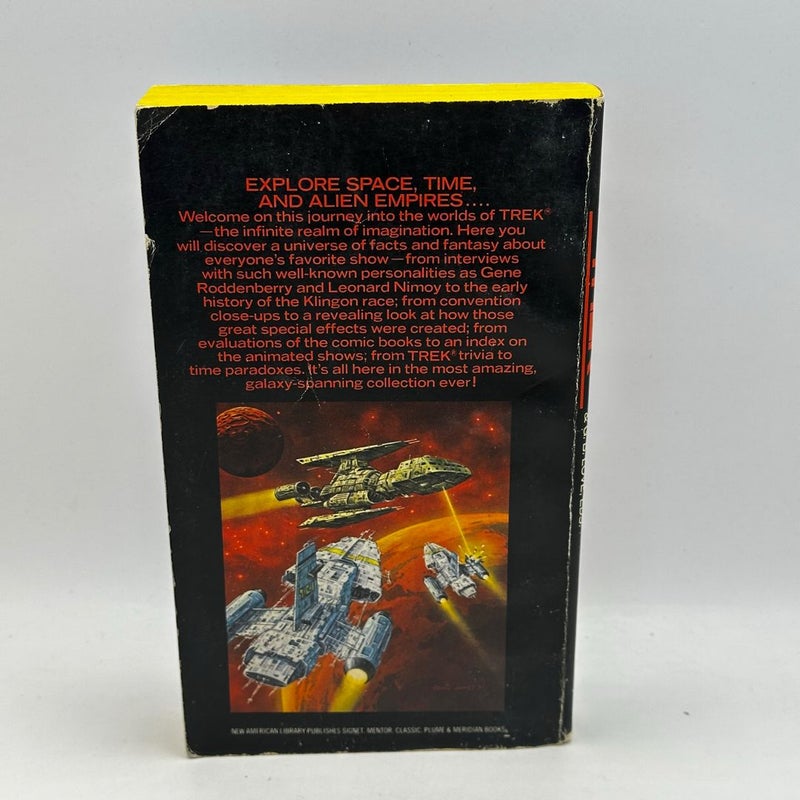 EXPLORE SPACE, TIME,
AND ALIEN EMPIRES....
Welcome on this journey into the worlds of TREK®
—the infinite realm of imagination. Here you
will discover a universe of facts and fantasy about
everyone's favorite show—from interviews
with such well-known personalities as Gene
Roddenberry and Leonard Nimoy to the early
history of the Klingon race; from convention
close-ups to a revealing look at how those
great special effects were created; from
evaluations of the comic books to an index on
the animated shows; from TREK® trivia to
time paradoxes. It's all here in the most amazing,
galaxy-spanning collection ever!
NEW AMERICAN LIBRARY PUBLISHES SIGNET, MENTOR, CLASSIC, PLUME & MERIDIAN BOOKS